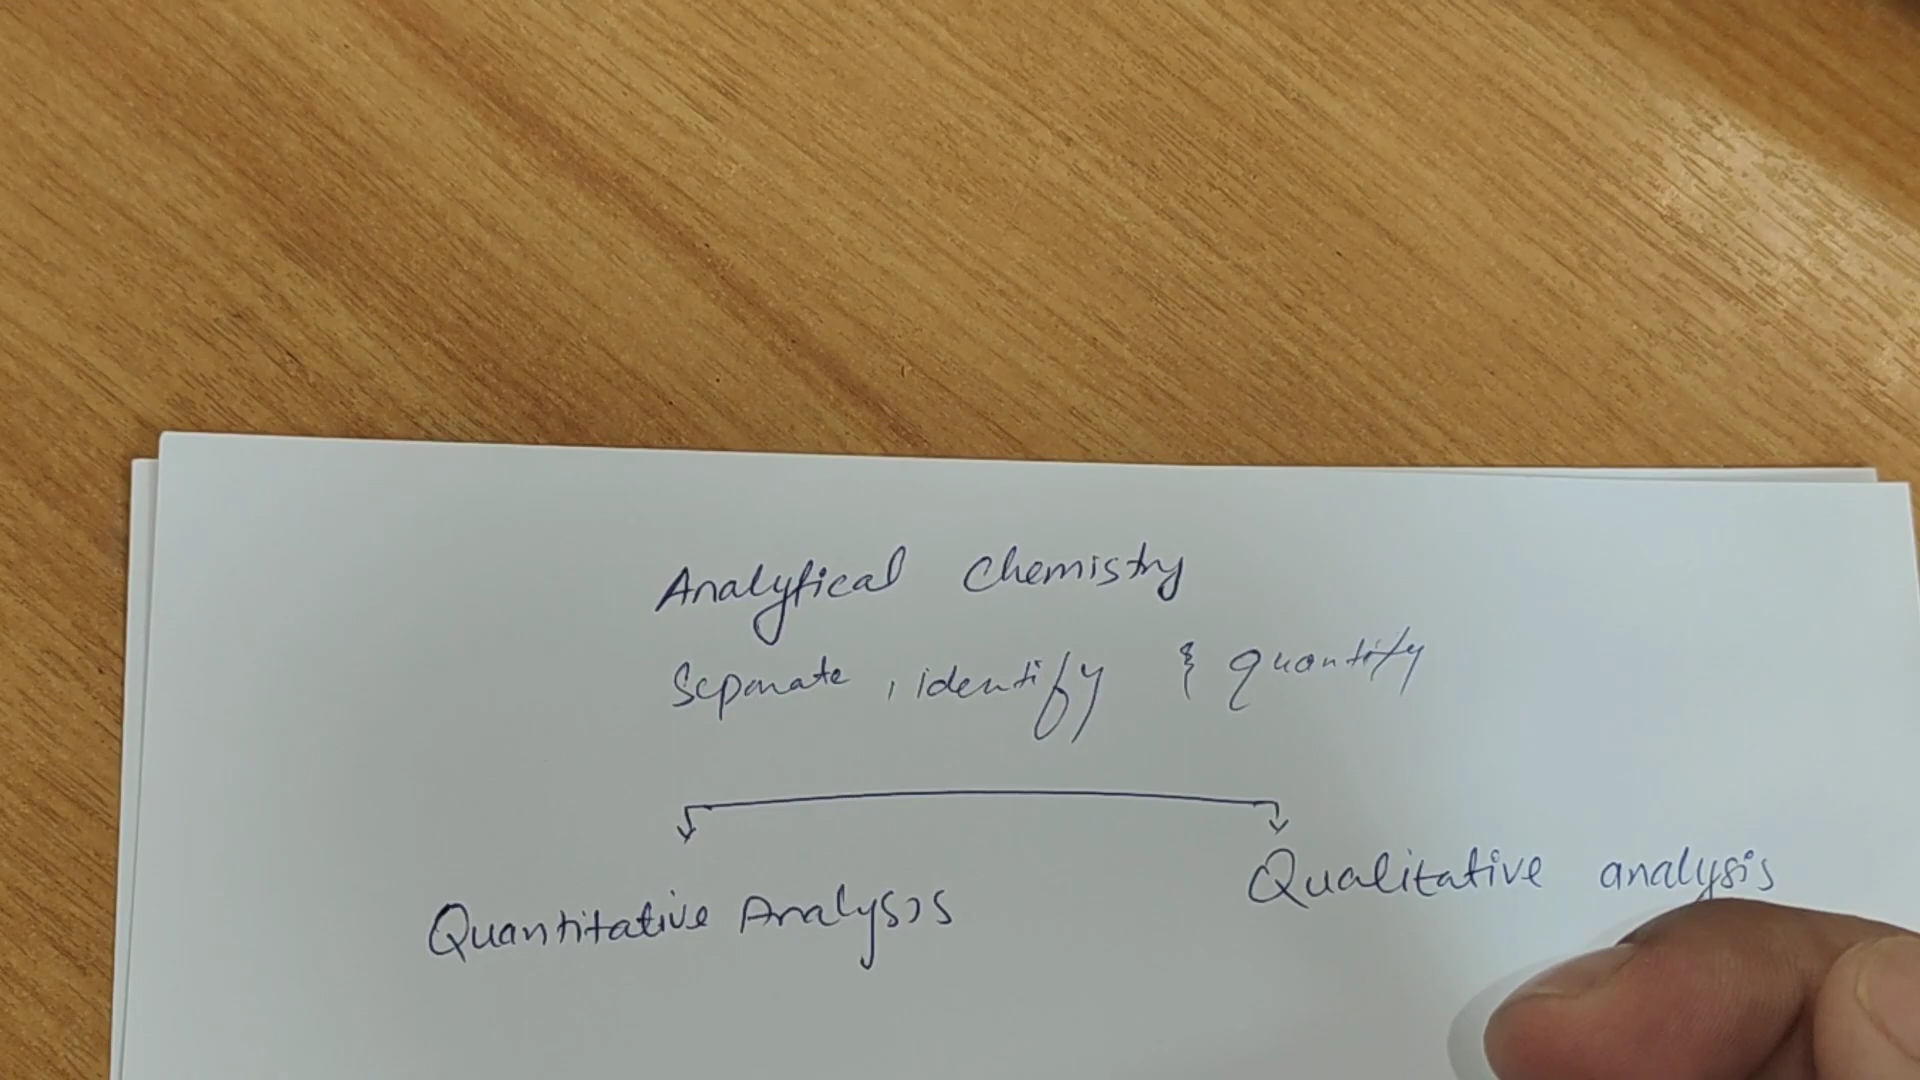 Analytical Chemistry
Separate, identify & quantify
Quantitative Analysis
Qualitative analysis